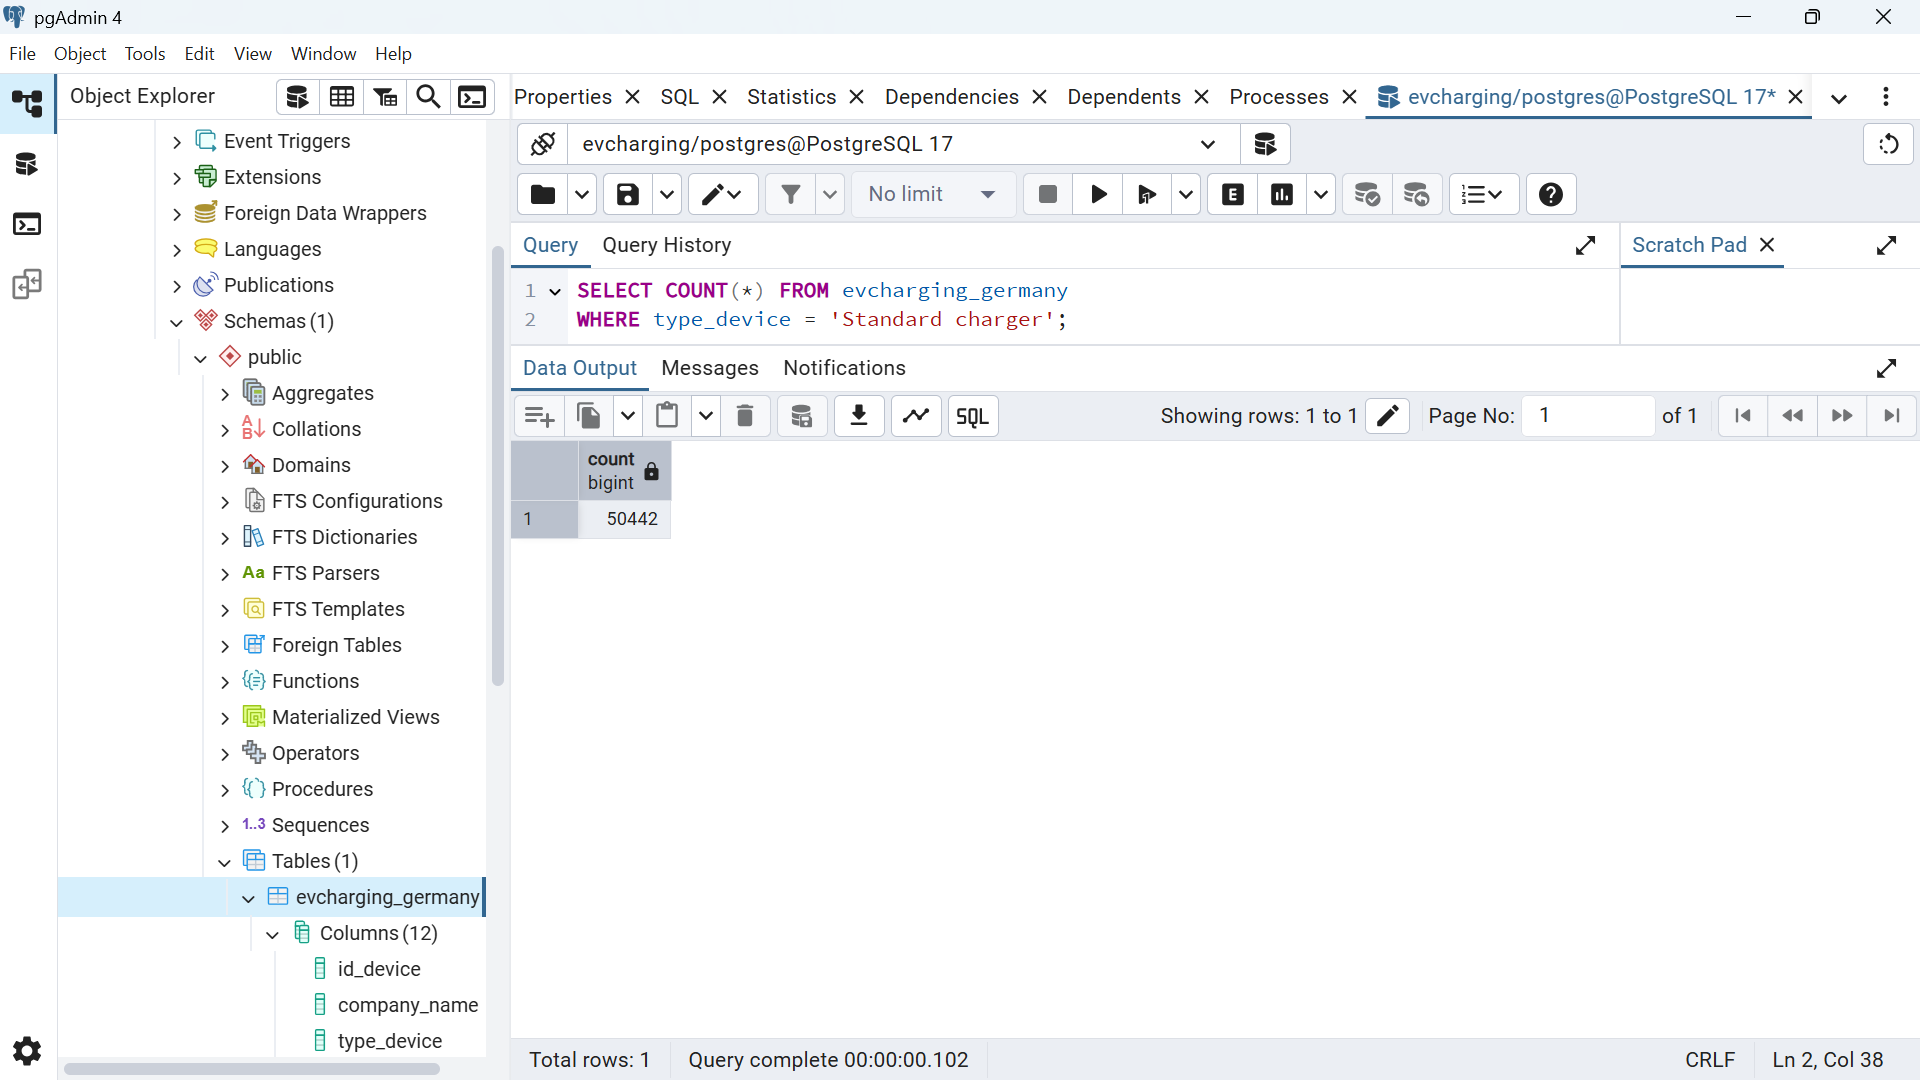 pgAdmin 4
File Object Tools Edit View Window Help
Object Explorer
Properties SQL Statistics Dependencies Dependents Processes evcharging/postgres@PostgreSQL 17*
Event Triggers
Extensions
Foreign Data Wrappers
Languages
Publications
Schemas (1)
public
Aggregates
Collations
Domains
FTS Configurations
FTS Dictionaries
Aa FTS Parsers
FTS Templates
Foreign Tables
Functions
Materialized Views
Operators
Procedures
1..3 Sequences
Tables (1)
evcharging_germany
Columns (12)
id_device
company_name
type_device
evcharging/postgres@PostgreSQL 17
No limit
E
Query Query History
Scratch Pad
1 SELECT COUNT(*) FROM evcharging_germany
2 WHERE type_device = 'Standard charger';
Data Output Messages Notifications
SQL Showing rows: 1 to 1 Page No: 1 of 1
count
bigint
1 50442
Total rows: 1 Query complete 00:00:00.102 CRLF Ln 2, Col 38